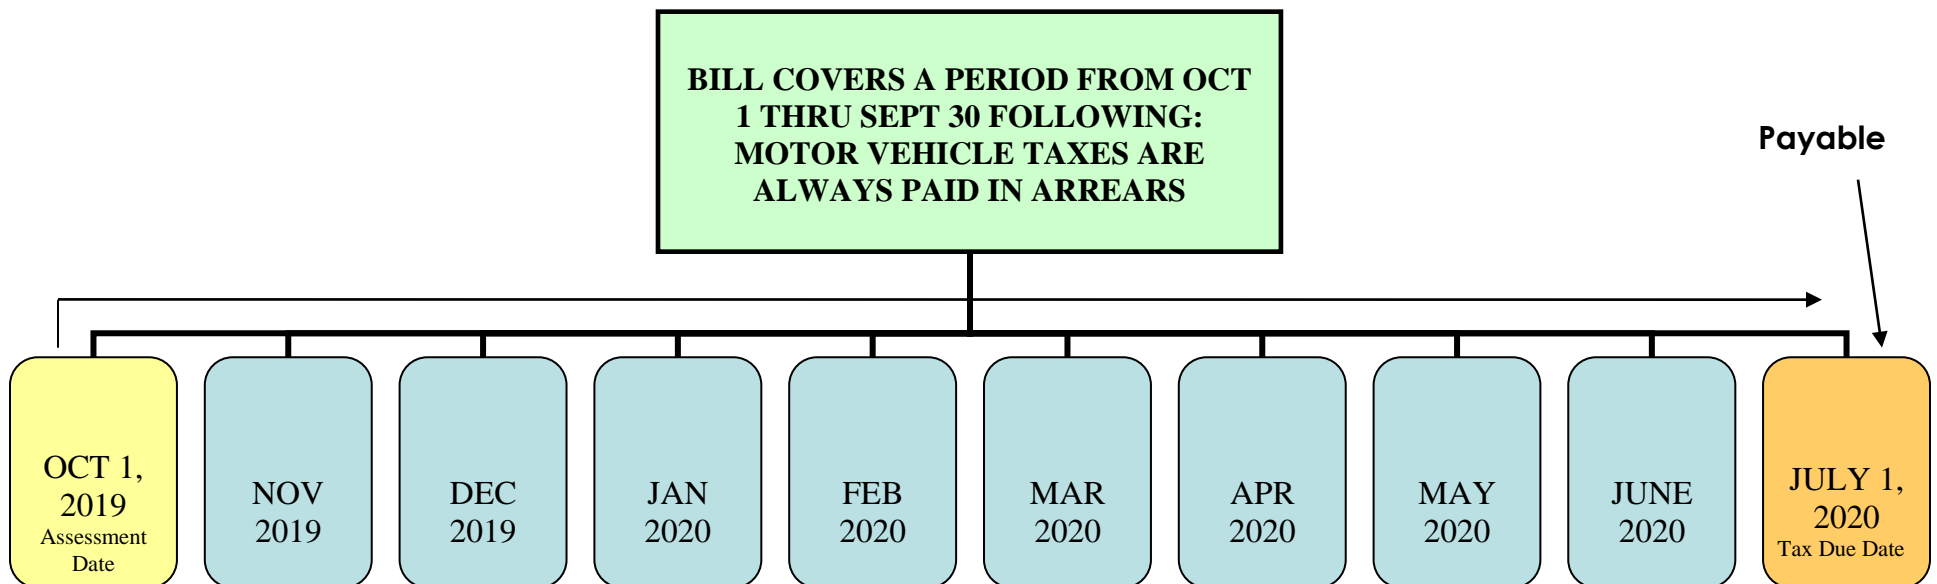 BILL COVERS A PERIOD FROM OCT
1 THRU SEPT 30 FOLLOWING:
MOTOR VEHICLE TAXES ARE
ALWAYS PAID IN ARREARS
Payable
OCT 1,
2019
Assessment
Date
NOV
2019
DEC
2019
JAN
2020
FEB
2020
MAR
2020
APR
2020
MAY
2020
JUNE
2020
JULY 1,
2020
Tax Due Date